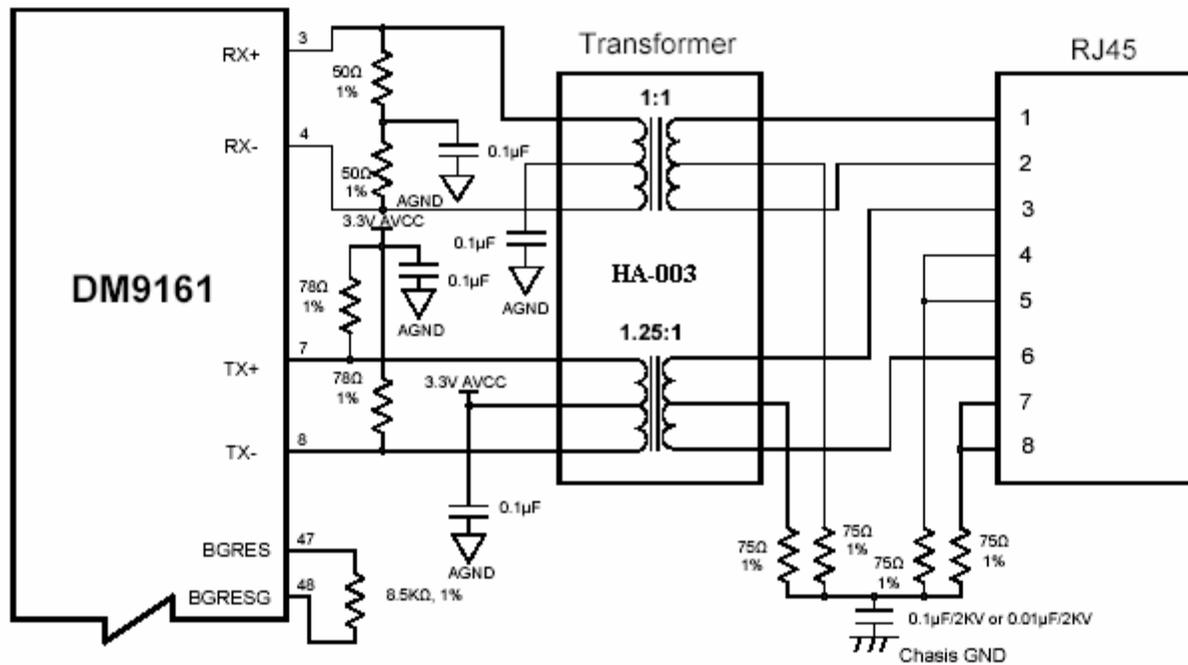 Transformer
RJ45
DM9161
RX+
3
50Ω
1%
RX-
4
50Ω
1%
0.1µF
AGND
3.3V AVCC
0.1µF
AGND
0.1µF
AGND
78Ω
1%
TX+
7
78Ω
1%
TX-
8
3.3V AVCC
0.1µF
AGND
BGRES
47
BGRESG
48
8.5KΩ, 1%
1:1
HA-003
1.25:1
1
2
3
4
5
6
7
8
75Ω
1%
75Ω
1%
75Ω
1%
75Ω
1%
0.1µF/2KV or 0.01µF/2KV
Chasis GND